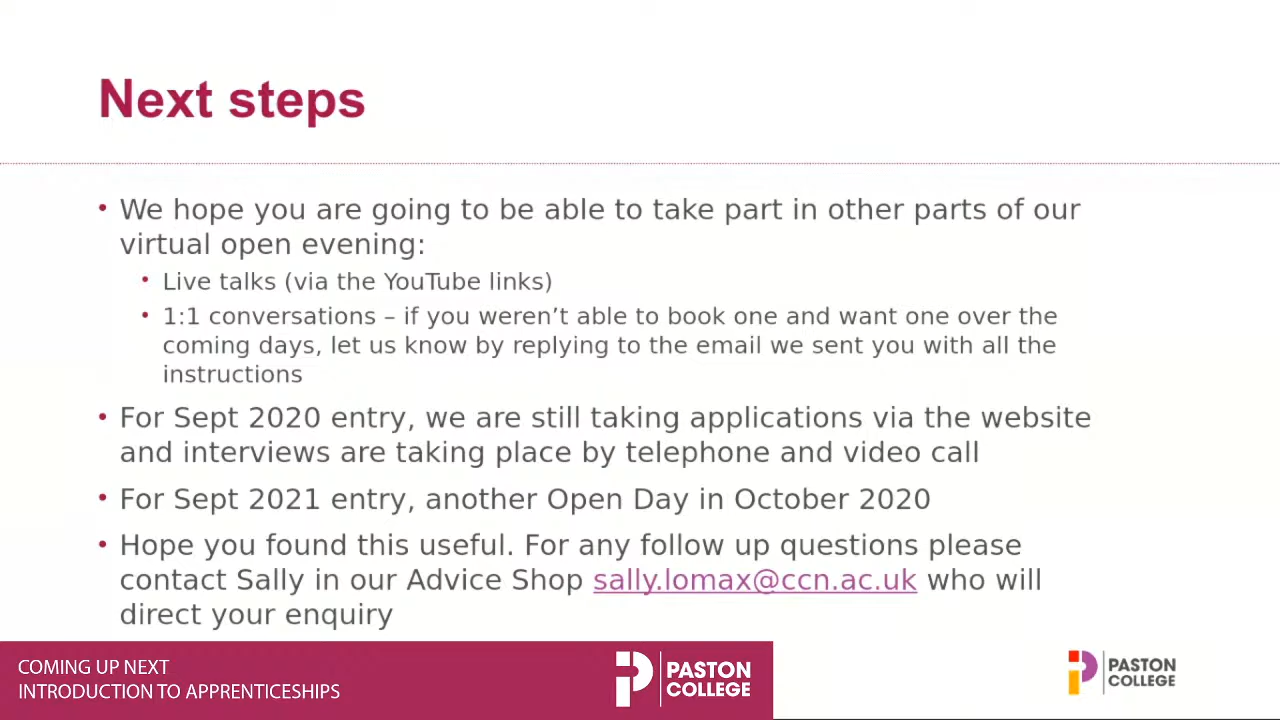 Next steps
• We hope you are going to be able to take part in other parts of our
virtual open evening:
• Live talks (via the YouTube links)
• 1:1 conversations – if you weren’t able to book one and want one over the
coming days, let us know by replying to the email we sent you with all the
instructions
• For Sept 2020 entry, we are still taking applications via the website
and interviews are taking place by telephone and video call
• For Sept 2021 entry, another Open Day in October 2020
• Hope you found this useful. For any follow up questions please
contact Sally in our Advice Shop sally.lomax@ccn.ac.uk who will
direct your enquiry
COMING UP NEXT
INTRODUCTION TO APPRENTICESHIPS
PASTON
COLLEGE
PASTON
COLLEGE